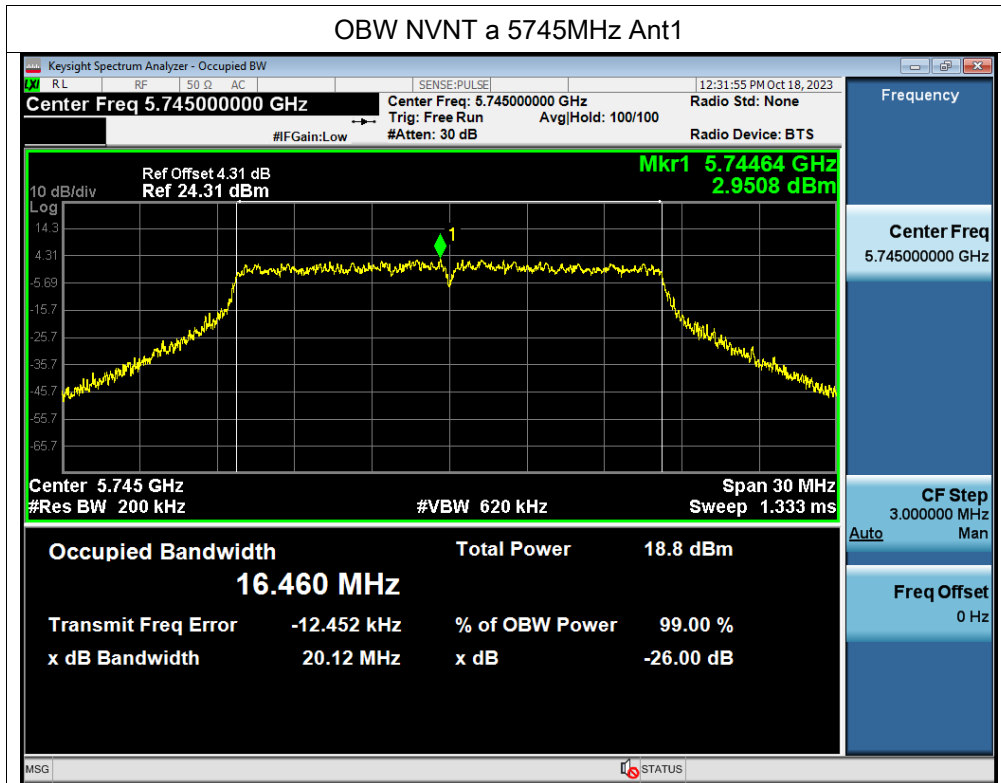 OBW NVNT a 5745MHz Ant1
Keysight Spectrum Analyzer - Occupied BW
LXI RL RF 50 Ω AC SENSE:PULSE 12:31:55 PM Oct 18, 2023
Center Freq 5.745000000 GHz
Center Freq: 5.745000000 GHz
Radio Std: None
Trig: Free Run Avg|Hold: 100/100
#IFGain:Low
#Atten: 30 dB
Radio Device: BTS
Frequency
Mkr1 5.74464 GHz
2.9508 dBm
Ref Offset 4.31 dB
10 dB/div Ref 24.31 dBm
Log
14.3
4.31
-5.69
-15.7
-25.7
-35.7
-45.7
-55.7
-65.7
1
Center 5.745 GHz Span 30 MHz
#Res BW 200 kHz #VBW 620 kHz Sweep 1.333 ms
Center Freq
5.745000000 GHz
CF Step
3.000000 MHz
Auto Man
Freq Offset
0 Hz
Occupied Bandwidth
16.460 MHz
Total Power 18.8 dBm
Transmit Freq Error -12.452 kHz % of OBW Power 99.00 %
x dB Bandwidth 20.12 MHz x dB -26.00 dB
MSG STATUS